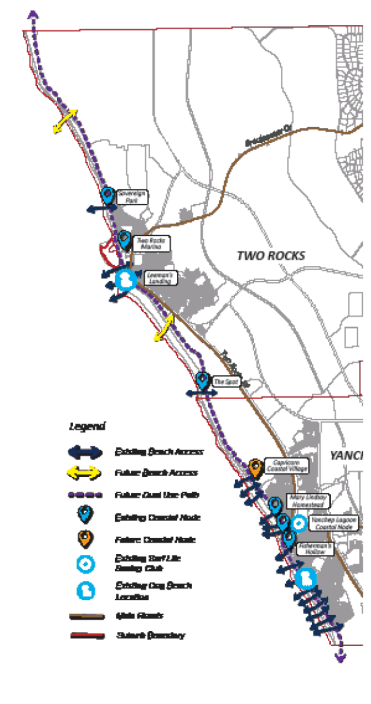 Breakwater Dr
Sovereign
Park
Two Rocks
Marina
TWO ROCKS
Leeman's
Landing
The Spot
Legend
Existing Beach Access
Future Beach Access
Future Dual Use Path
Existing Coastal Node
Future Coastal Node
Existing Surf Life
Saving Club
Existing Dog Beach
Location
Main Roads
Suburb Boundary
Capricorn
Coastal Village
YANC
Mary Lindsay
Homestead
Yanchep Lagoon
Coastal Node
Fisherman's
Hollow